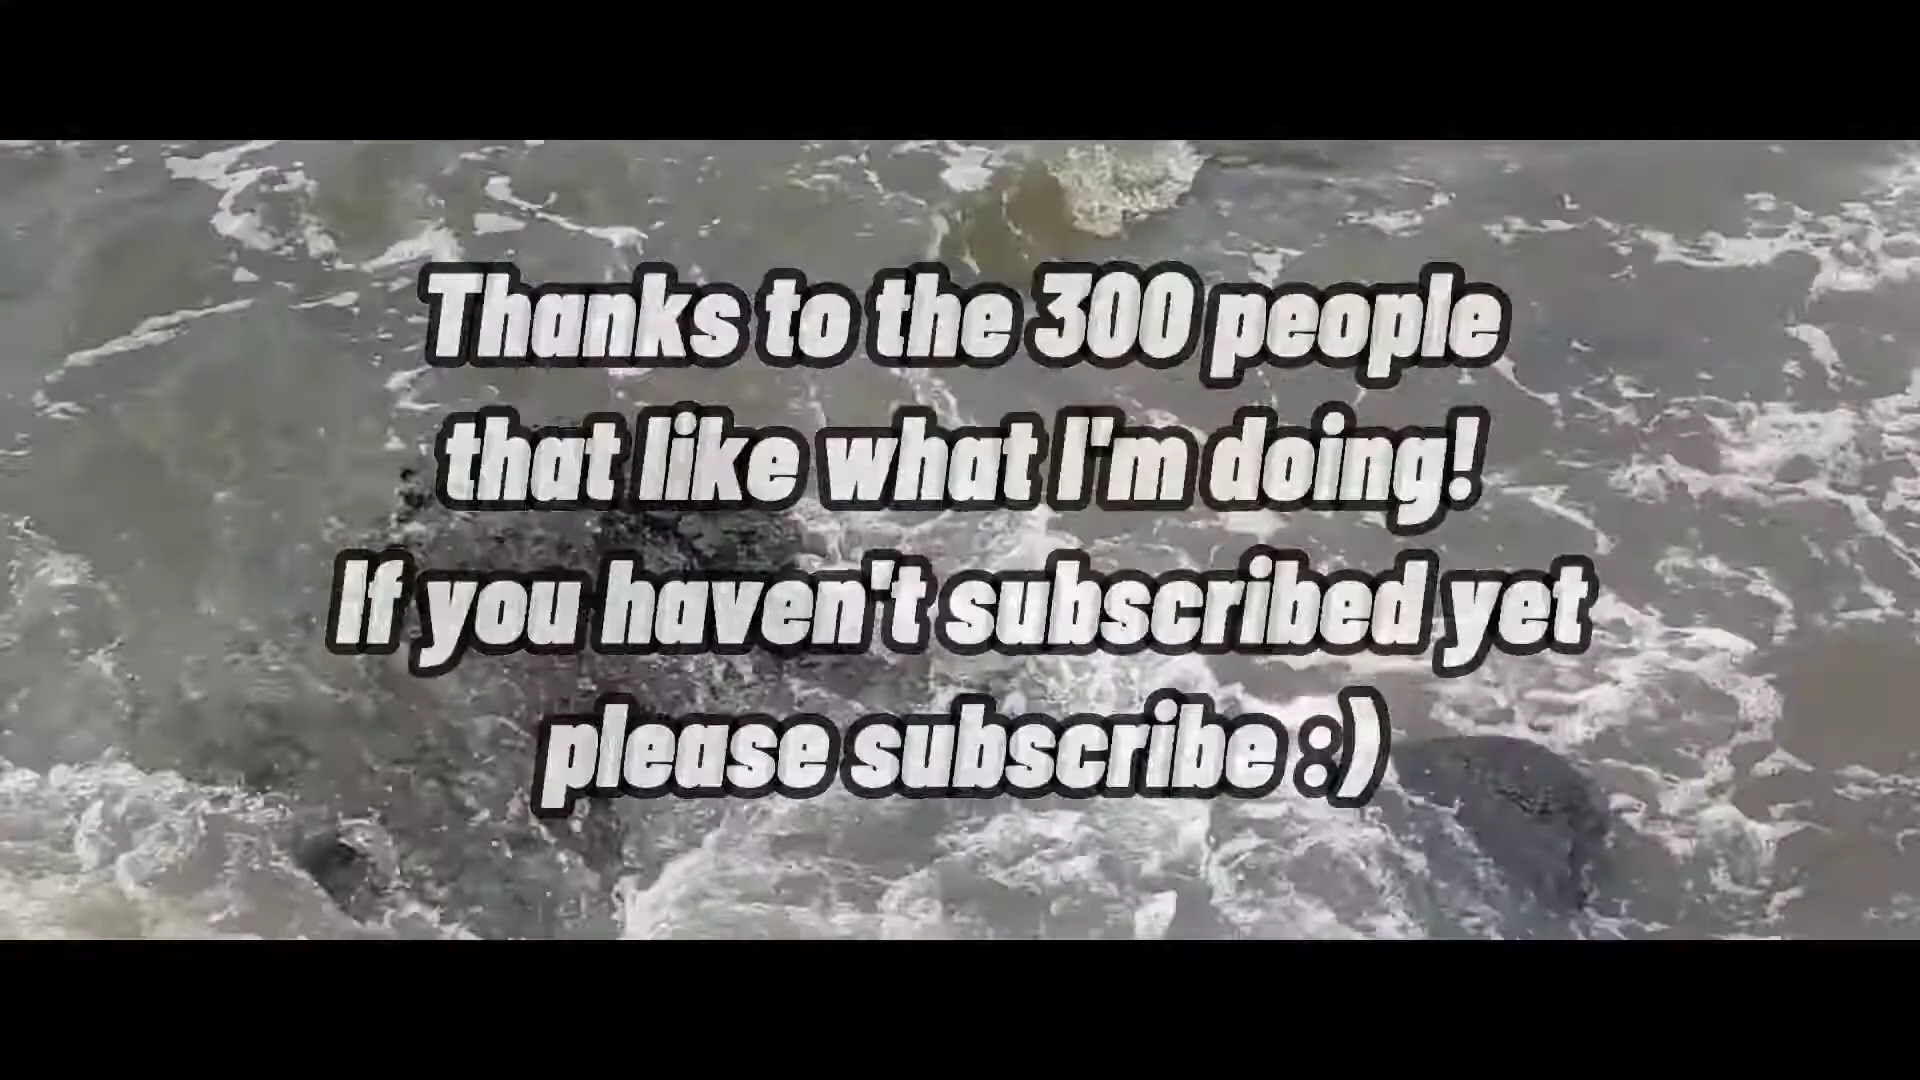 Thanks to the 300 people
that like what I'm doing!
If you haven't subscribed yet
please subscribe :)